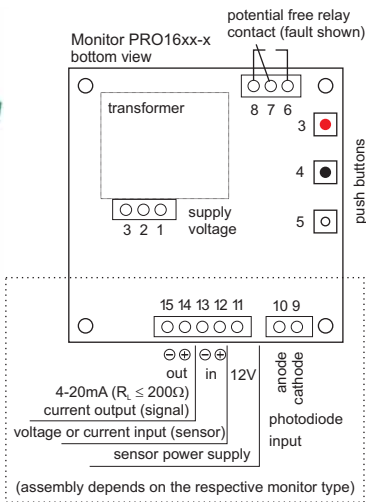 potential free relay
contact (fault shown)
Monitor PRO16xx-x
bottom view
transformer
8 7 6
3
4
5
push buttons
3 2 1
supply
voltage
15 14 13 12 11
10 9
⊖⊕ ⊖⊕
out in 12V
anode
cathode
4-20mA (RL ≤ 200Ω)
current output (signal)
photodiode
input
voltage or current input (sensor)
sensor power supply
(assembly depends on the respective monitor type)